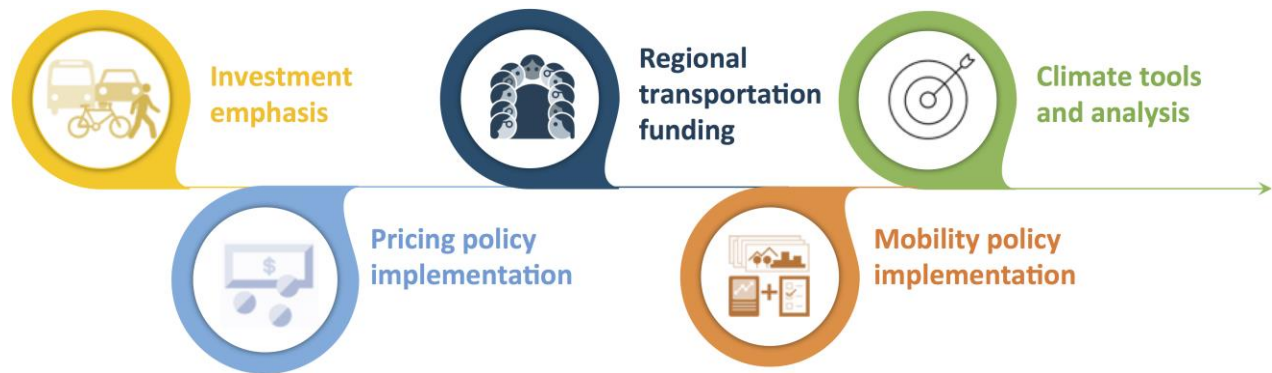 Investment
emphasis
$
Pricing policy
implementation
Regional
transportation
funding
Mobility policy
implementation
Climate tools
and analysis